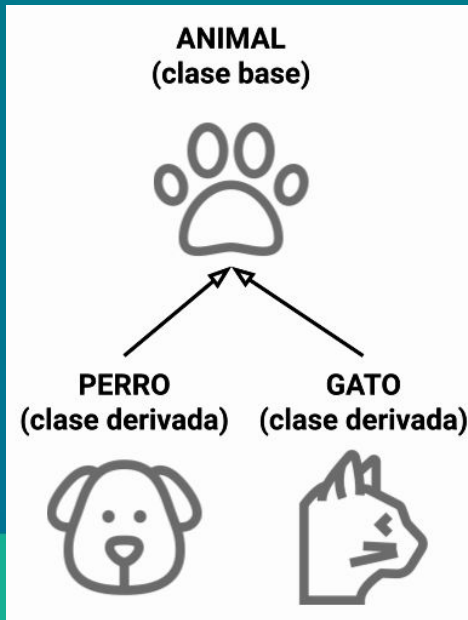 ANIMAL
(clase base)
PERRO
(clase derivada)
GATO
(clase derivada)